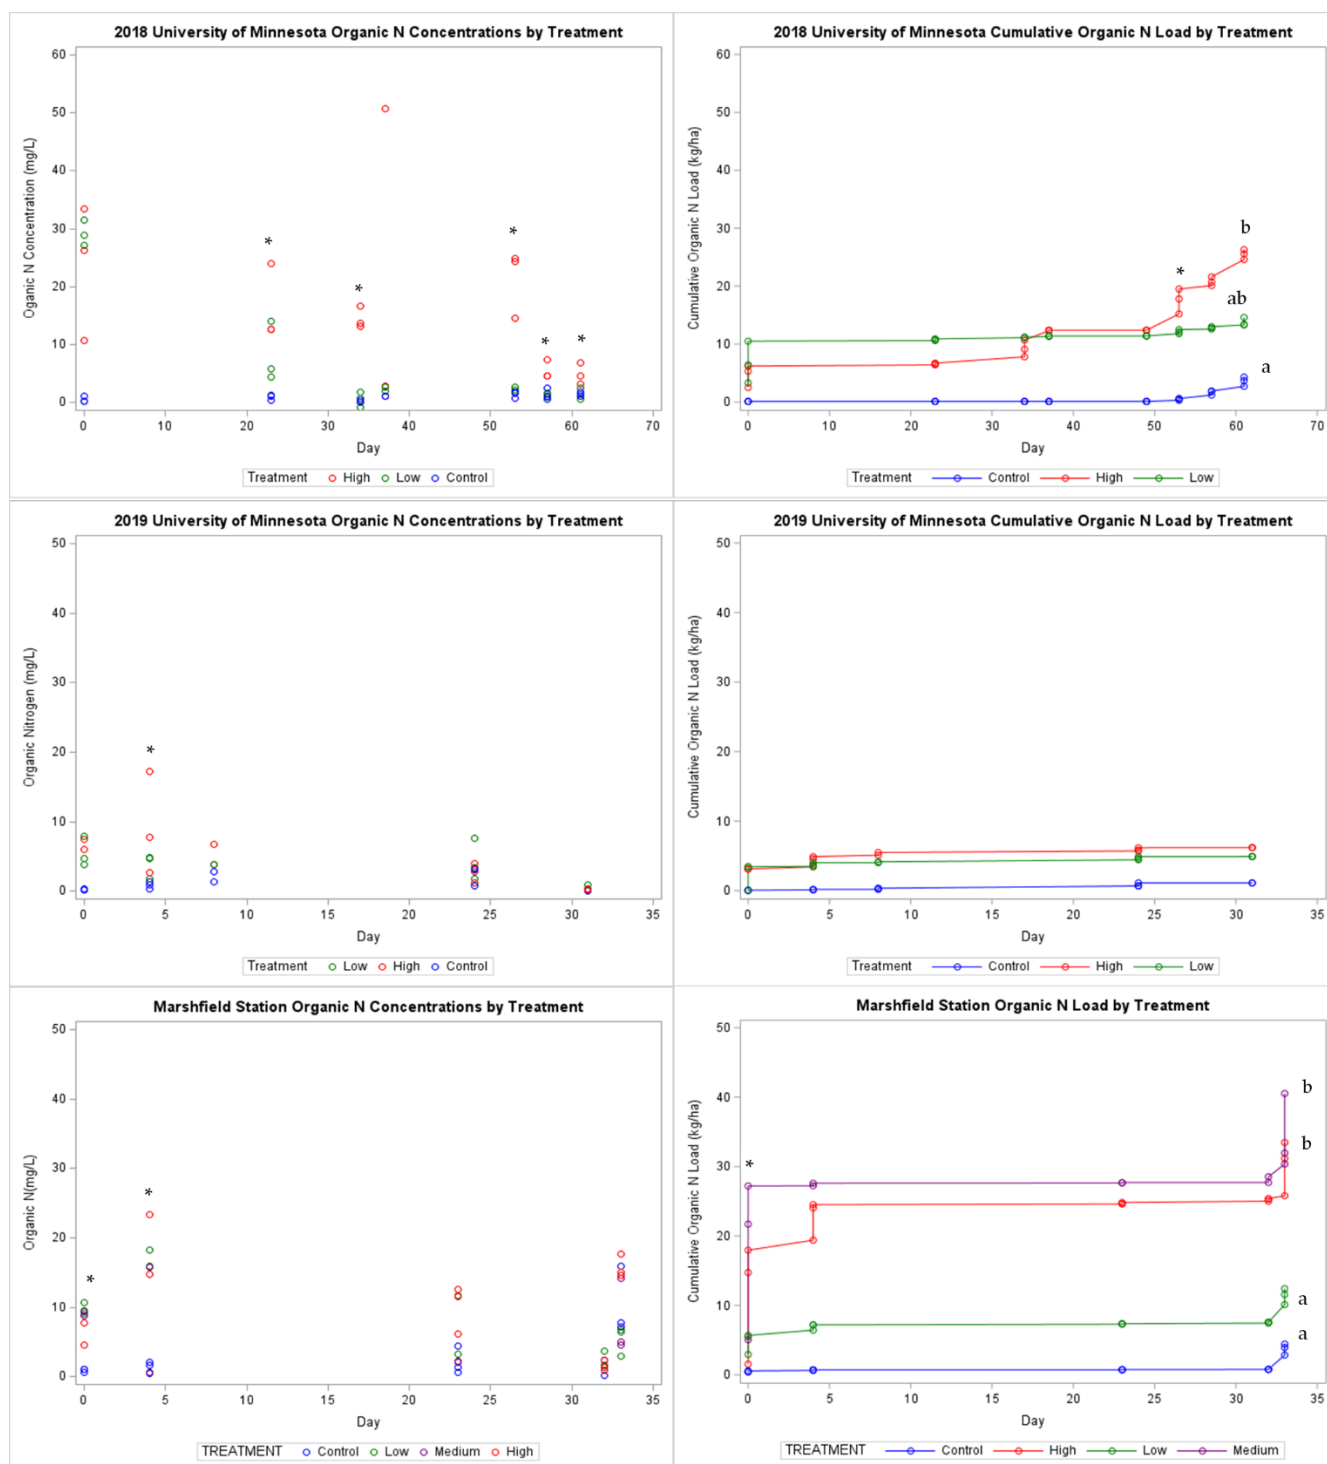 2018 University of Minnesota Organic N Concentrations by Treatment
60
50
40
30
20
10
0
Oganic N Concentration (mg/L)
*
*
*
*
*
0 10 20 30 40 50 60 70
Day
Treatment High Low Control
2018 University of Minnesota Cumulative Organic N Load by Treatment
60
50
40
30
20
10
0
Cumulative Organic N Load (kg/ha)
b
*
ab
a
0 10 20 30 40 50 60 70
Day
Treatment Control High Low
2019 University of Minnesota Organic N Concentrations by Treatment
50
40
30
20
10
0
Organic Nitrogen (mg/L)
*
0 5 10 15 20 25 30 35
Day
Treatment Low High Control
2019 University of Minnesota Cumulative Organic N Load by Treatment
50
40
30
20
10
0
Cumulative Organic N Load (kg/ha)
0 5 10 15 20 25 30 35
Day
Treatment Control High Low
Marshfield Station Organic N Concentrations by Treatment
50
40
30
20
10
0
Organic N(mg/L)
*
*
0 5 10 15 20 25 30 35
Day
TREATMENT Control Low Medium High
Marshfield Station Organic N Load by Treatment
50
40
30
20
10
0
Cumulative Organic N Load (kg/ha)
b
b
*
a
a
0 5 10 15 20 25 30 35
Day
TREATMENT Control High Low Medium